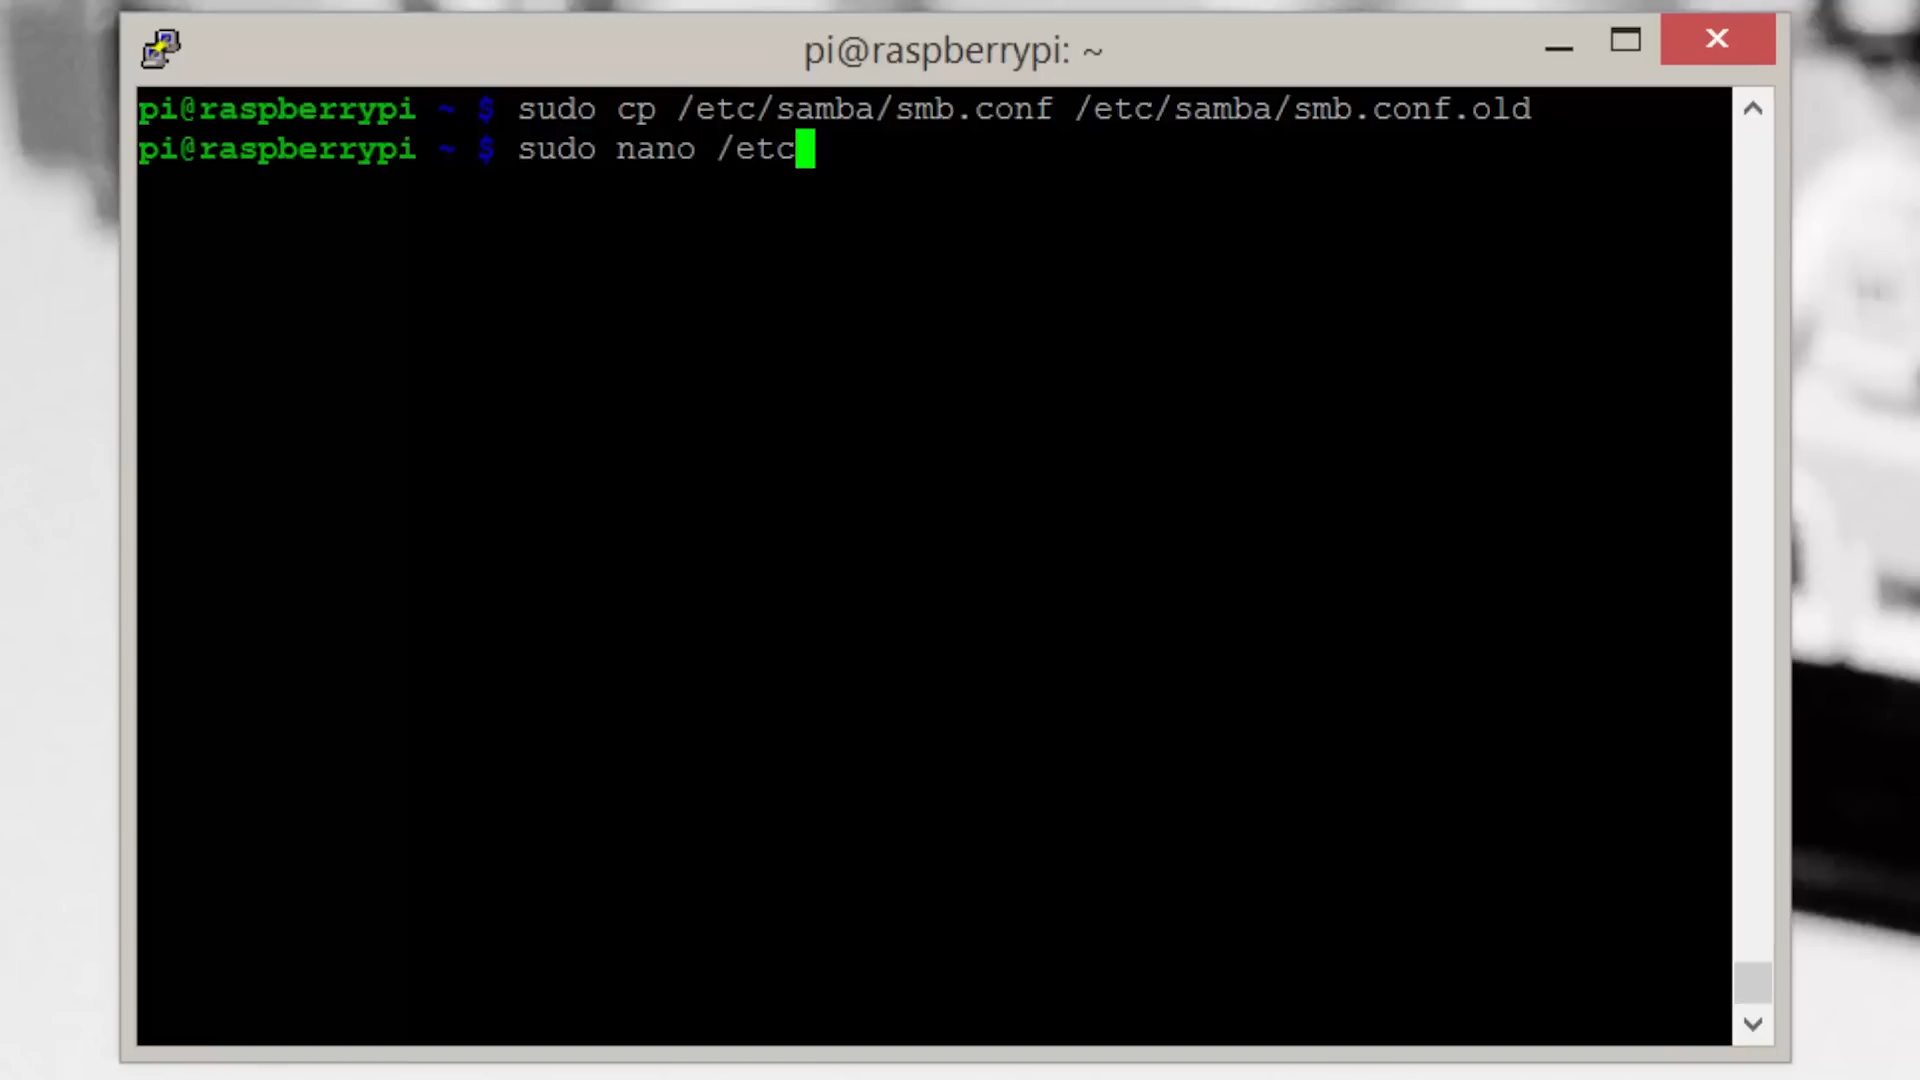 pi@raspberrypi: ~
pi@raspberrypi ~ $ sudo cp /etc/samba/smb.conf /etc/samba/smb.conf.old
pi@raspberrypi ~ $ sudo nano /etc